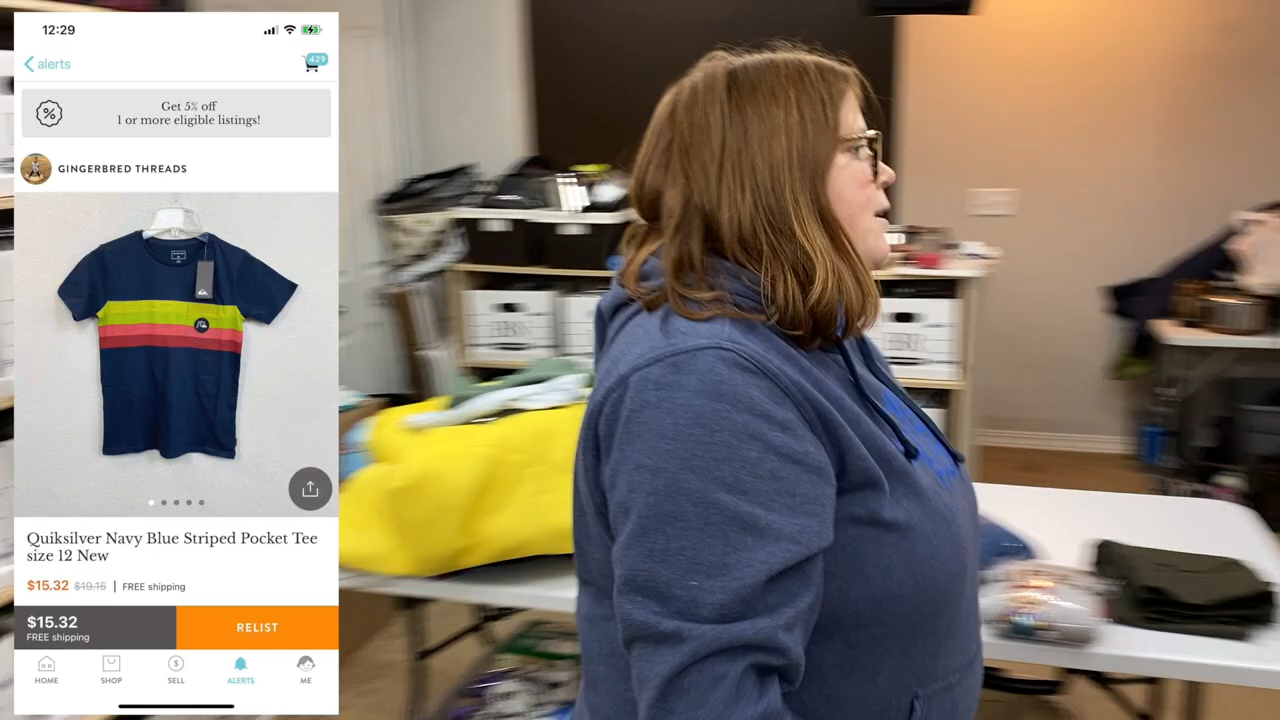 12:29
alerts
429
Get 5% off
1 or more eligible listings!
GINGERBRED THREADS
Quiksilver Navy Blue Striped Pocket Tee
size 12 New
$15.32 $19.15 | FREE shipping
$15.32
FREE shipping
RELIST
HOME SHOP SELL ALERTS ME